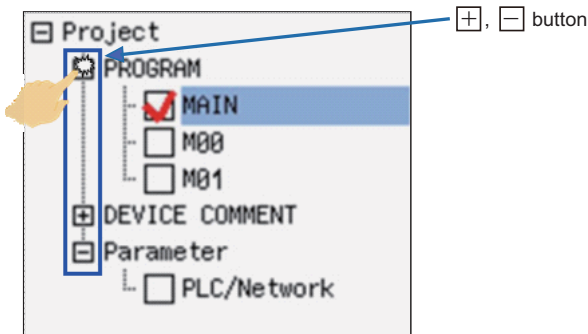 Project
+, - button
PROGRAM
MAIN
M00
M01
DEVICE COMMENT
Parameter
PLC/Network